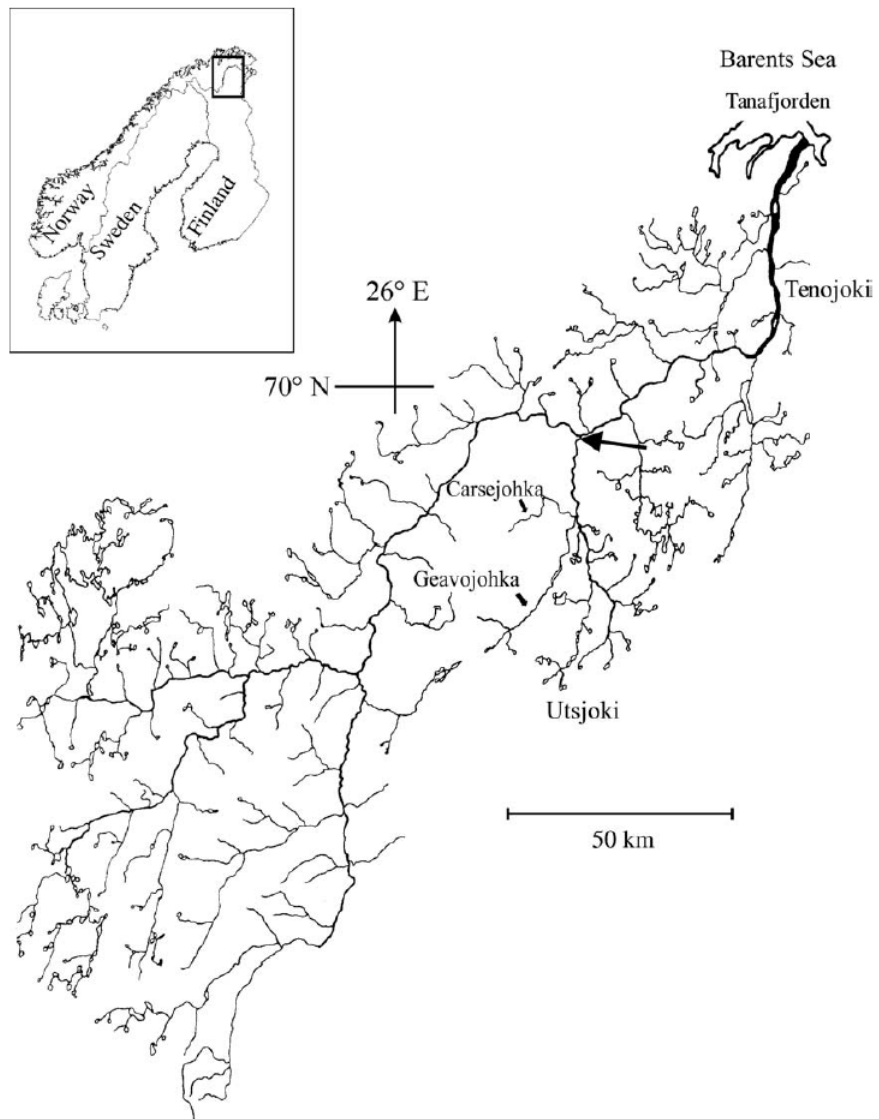 Norway
Sweden
Finland
Barents Sea
Tanafjorden
Tenojoki
26° E
70° N
Carsejohka
Geavojohka
Utsjoki
50 km